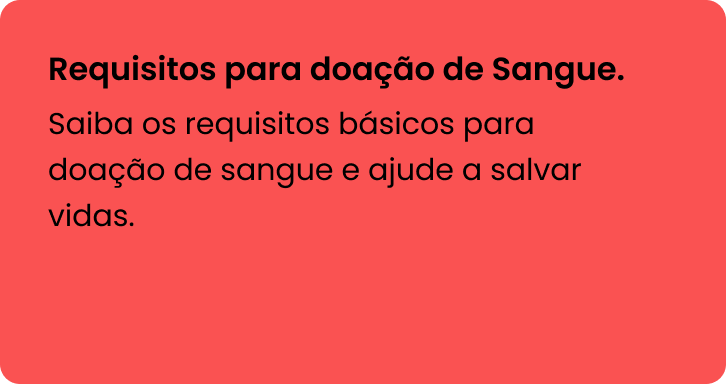 Requisitos para doação de Sangue.
Saiba os requisitos básicos para
doação de sangue e ajude a salvar
vidas.